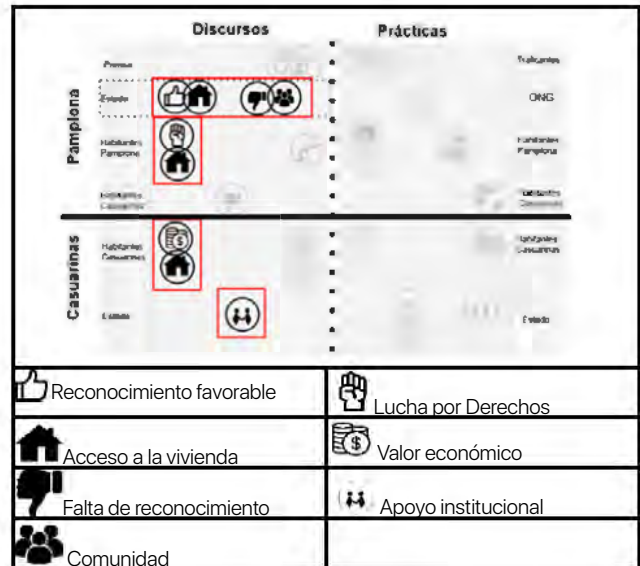 Discursos Prácticas
Prensa Traficantes
Estado ONG
Pamplona
Habitantes Pamplona Habitantes Pamplona
Habitantes Casuarinas Habitantes Casuarinas
Casuarinas
Habitantes Casuarinas Habitantes Casuarinas
Estado Estado
Reconocimiento favorable Lucha por Derechos
Acceso a la vivienda Valor económico
Falta de reconocimiento Apoyo institucional
Comunidad